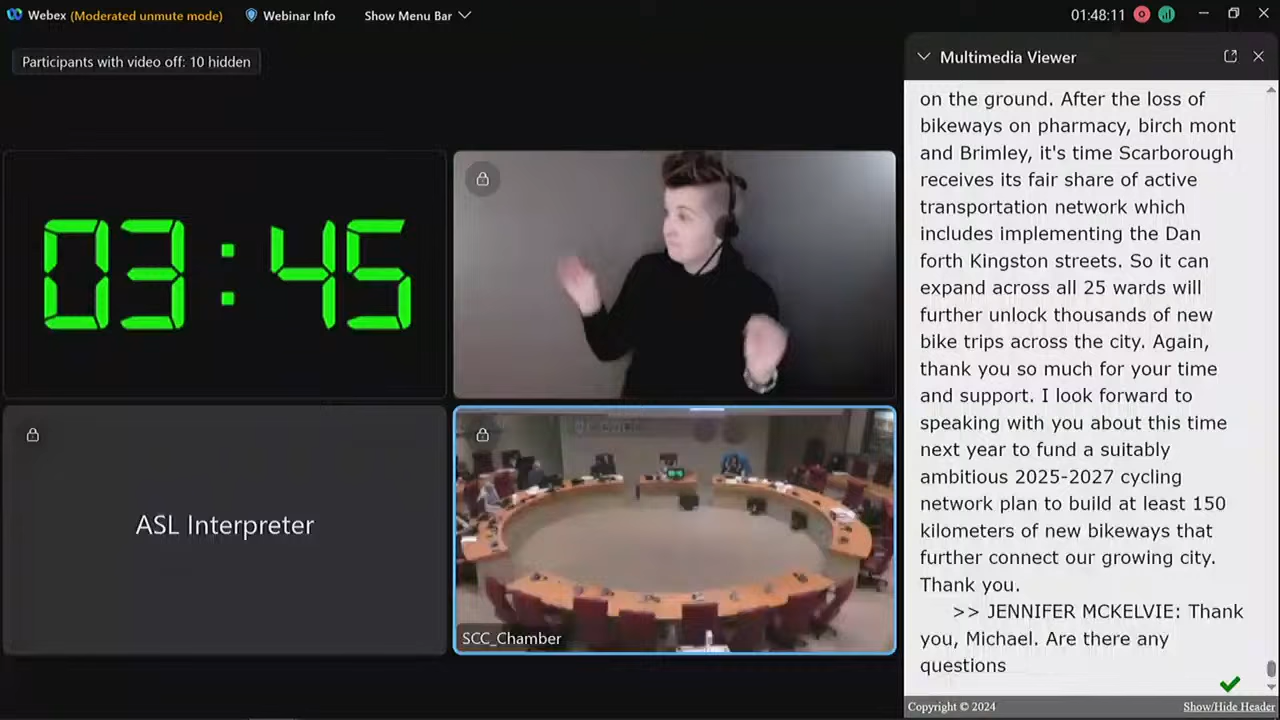 Webex (Moderated unmute mode) Webinar Info Show Menu Bar 01:48:11
Participants with video off: 10 hidden
03:45
ASL Interpreter
SCC_Chamber
Multimedia Viewer
on the ground. After the loss of
bikeways on pharmacy, birch mont
and Brimley, it's time Scarborough
receives its fair share of active
transportation network which
includes implementing the Dan
forth Kingston streets. So it can
expand across all 25 wards will
further unlock thousands of new
bike trips across the city. Again,
thank you so much for your time
and support. I look forward to
speaking with you about this time
next year to fund a suitably
ambitious 2025-2027 cycling
network plan to build at least 150
kilometers of new bikeways that
further connect our growing city.
Thank you.
>> JENNIFER MCKELVIE: Thank
you, Michael. Are there any
questions
Copyright © 2024 Show/Hide Header